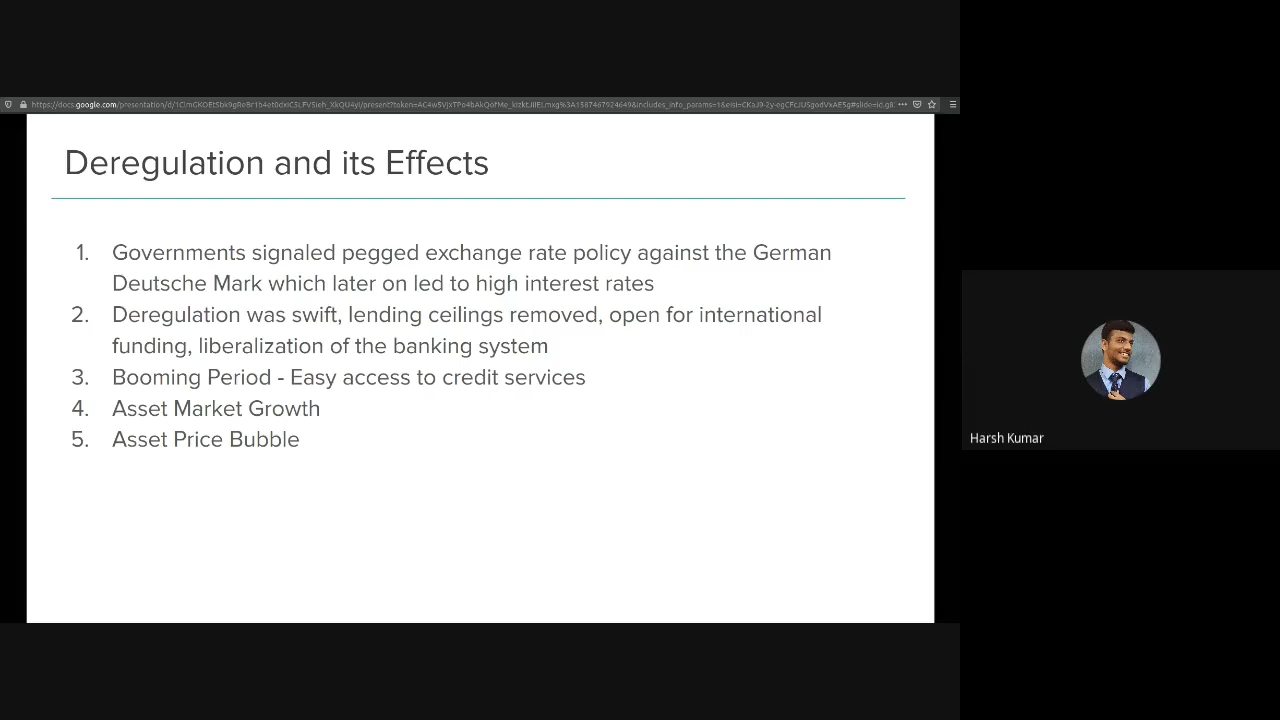 Deregulation and its Effects
1. Governments signaled pegged exchange rate policy against the German
Deutsche Mark which later on led to high interest rates
2. Deregulation was swift, lending ceilings removed, open for international
funding, liberalization of the banking system
3. Booming Period - Easy access to credit services
4. Asset Market Growth
5. Asset Price Bubble
Harsh Kumar